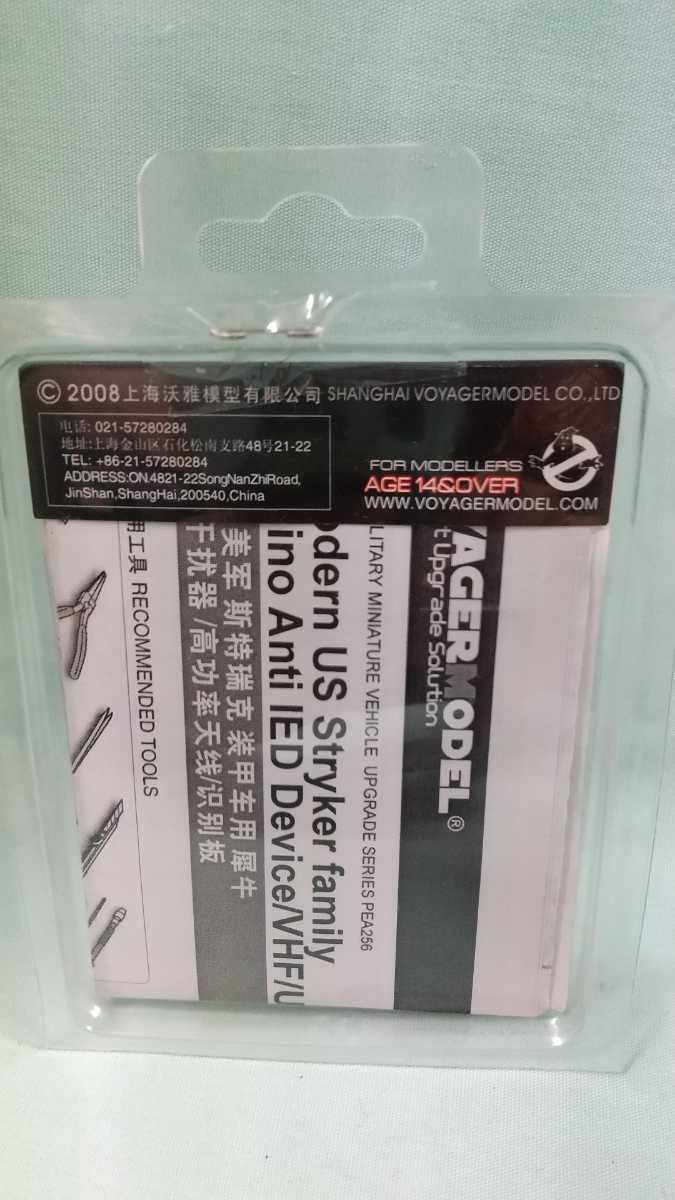 © 2008上海沃雅模型有限公司 SHANGHAI VOYAGERMODEL CO.,LTD
电话: 021-57280284
地址:上海金山区石化松南支路48号21-22
TEL: +86-21-57280284
ADDRESS:ON.4821-22SongNanZhiRoad,
JinShan,ShangHai,200540,China
FOR MODELLERS
AGE 14&OVER
WWW.VOYAGERMODEL.COM
YAGERMODEL®
t Upgrade Solution
LITARY MINIATURE VEHICLE UPGRADE SERIES PEA256
odern US Stryker family
ino Anti IED Device/VHF/U
美军 斯特瑞克 装甲车用 犀牛
干扰器 /高功率天线/识别板
用工具 RECOMMENDED TOOLS